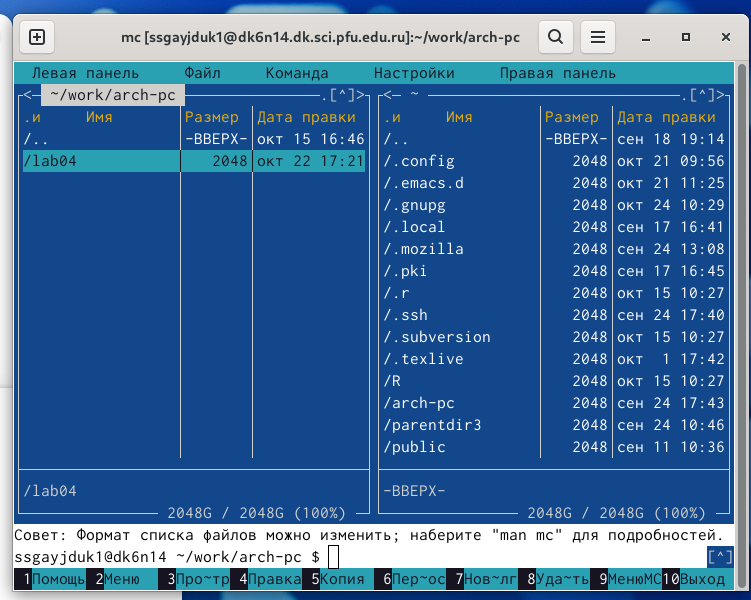 mc [ssgayjduk1@dk6n14.dk.sci.pfu.edu.ru]:~/work/arch-pc
Левая панель Файл Команда Настройки Правая панель
<— ~/work/arch-pc .[^]>
.и Имя Размер Дата правки
/.. -ВВЕРХ- окт 15 16:46
/lab04 2048 окт 22 17:21
/lab04
2048G / 2048G (100%)
<— ~ .[^]>
.и Имя Размер Дата правки
/.. -ВВЕРХ- сен 18 19:14
/.config 2048 окт 21 09:56
/.emacs.d 2048 окт 21 11:25
/.gnupg 2048 окт 24 10:29
/.local 2048 сен 17 16:41
/.mozilla 2048 сен 24 13:08
/.pki 2048 сен 17 16:45
/.r 2048 окт 15 10:27
/.ssh 2048 сен 24 17:40
/.subversion 2048 окт 15 10:27
/.texlive 2048 окт 1 17:42
/R 2048 окт 15 10:27
/arch-pc 2048 сен 24 17:43
/parentdir3 2048 сен 24 10:46
/public 2048 сен 11 10:36
-ВВЕРХ-
2048G / 2048G (100%)
Совет: Формат списка файлов можно изменить; наберите "man mc" для подробностей.
ssgayjduk1@dk6n14 ~/work/arch-pc $ [^]
1Помощь 2Меню 3Про~тр 4Правка 5Копия 6Пер~ос 7Нов~лг 8Уда~ть 9МенюMC 10Выход